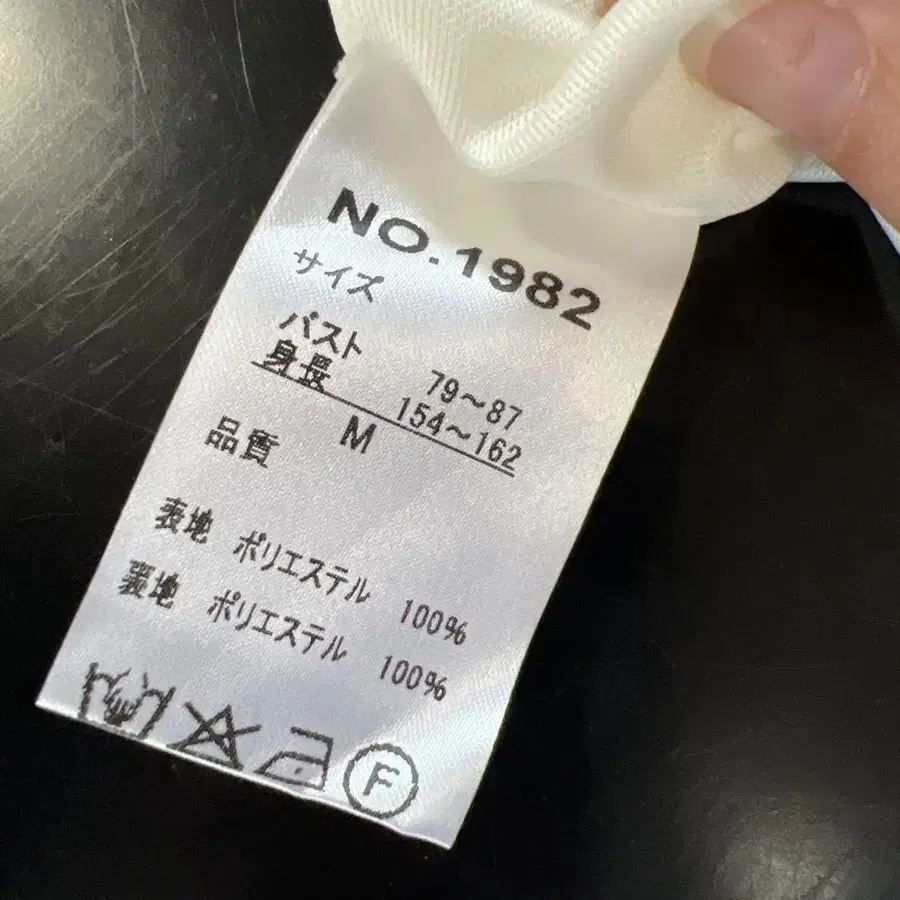 NO.1982
サイズ
バスト 79〜87
身長 154〜162
M
品質
表地 ポリエステル 100%
裏地 ポリエステル 100%
F